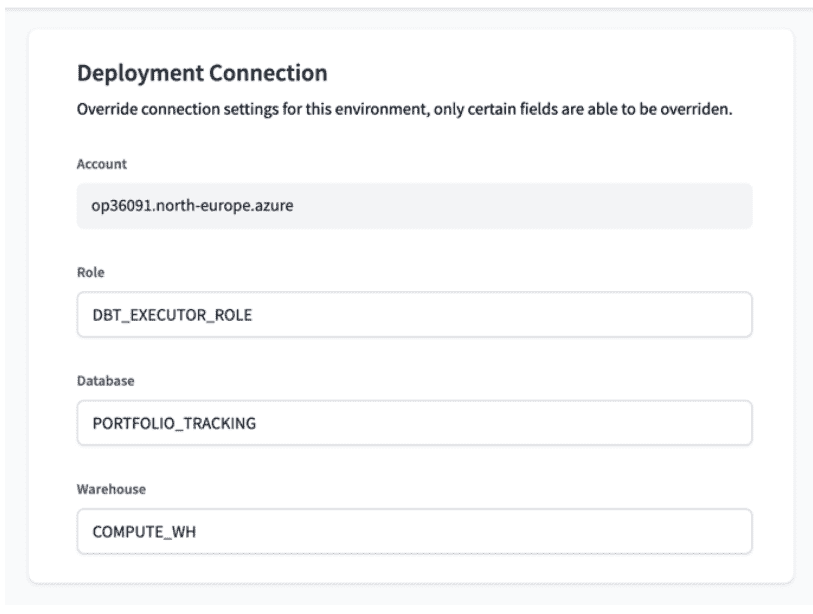 Deployment Connection
Override connection settings for this environment, only certain fields are able to be overriden.
Account
op36091.north-europe.azure
Role
DBT_EXECUTOR_ROLE
Database
PORTFOLIO_TRACKING
Warehouse
COMPUTE_WH